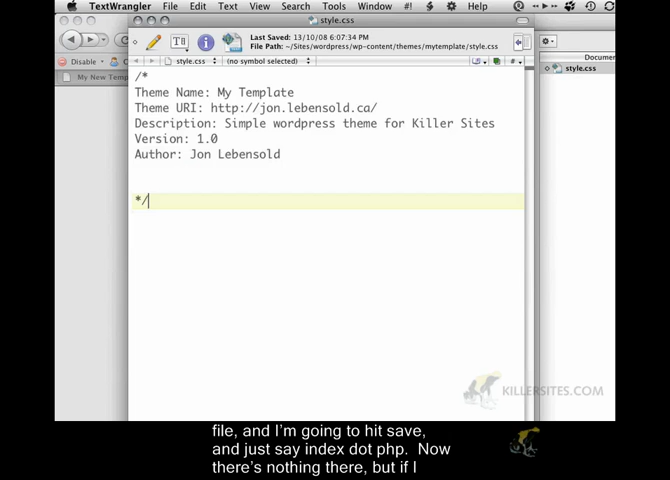 TextWrangler File Edit Text View Search Tools Window #! Help
style.css
Last Saved: 13/10/08 6:07:34 PM
File Path: ~/Sites/wordpress/wp-content/themes/mytemplate/style.css
Documen
style.css (no symbol selected)
style.css
Disable
My New Temp
/*
Theme Name: My Template
Theme URI: http://jon.lebensold.ca/
Description: Simple wordpress theme for Killer Sites
Version: 1.0
Author: Jon Lebensold
*/
KILLERSITES.COM
file, and I'm going to hit save,
and just say index dot php. Now
there's nothing there, but if I